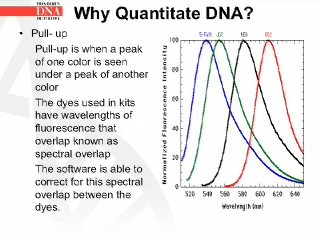 PRESIDENT'S
DNA
INITIATIVE
Why Quantitate DNA?
• Pull- up
Pull-up is when a peak
of one color is seen
under a peak of another
color
The dyes used in kits
have wavelengths of
fluorescence that
overlap known as
spectral overlap
The software is able to
correct for this spectral
overlap between the
dyes.
5-FAM JOE NED ROX
Normalized Fluorescence Intensity
100
80
60
40
20
0
520 540 560 580 600 620 640
Wavelength (nm)